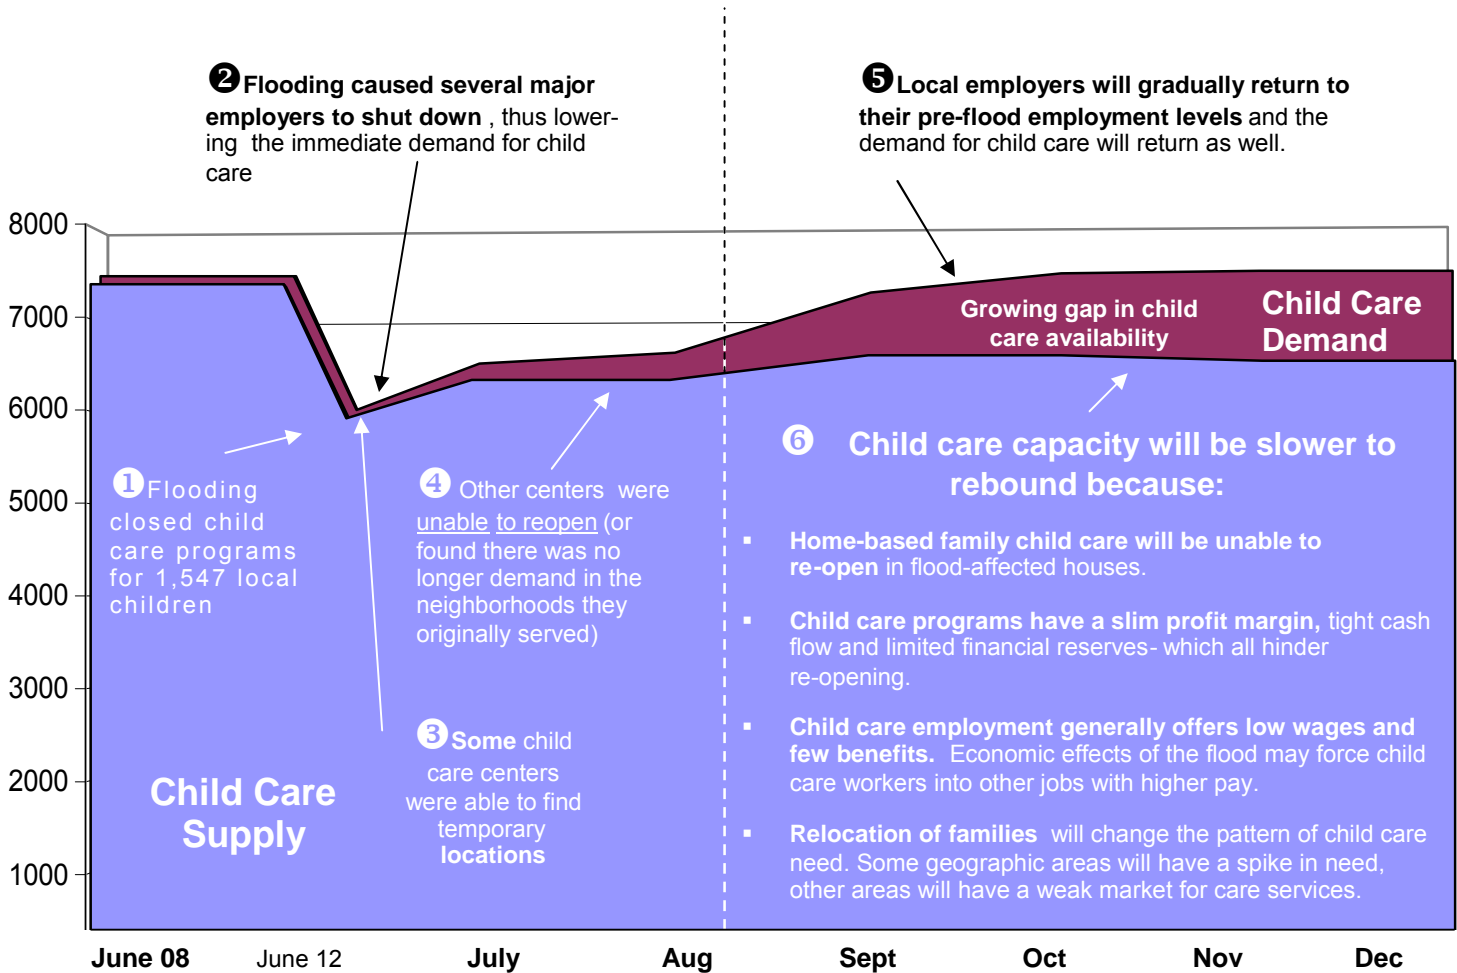 ❷Flooding caused several major
employers to shut down , thus lower-
ing the immediate demand for child
care
❺Local employers will gradually return to
their pre-flood employment levels and the
demand for child care will return as well.
8000
7000
6000
5000
4000
3000
2000
1000
Growing gap in child
care availability
Child Care
Demand
❶Flooding
closed child
care programs
for 1,547 local
children
❹ Other centers were
unable to reopen (or
found there was no
longer demand in the
neighborhoods they
originally served)
❸Some child
care centers
were able to find
temporary
locations
Child Care
Supply
❻ Child care capacity will be slower to
rebound because:
▪ Home-based family child care will be unable to
re-open in flood-affected houses.
▪ Child care programs have a slim profit margin, tight cash
flow and limited financial reserves- which all hinder
re-opening.
▪ Child care employment generally offers low wages and
few benefits. Economic effects of the flood may force child
care workers into other jobs with higher pay.
▪ Relocation of families will change the pattern of child care
need. Some geographic areas will have a spike in need,
other areas will have a weak market for care services.
June 08 June 12 July Aug Sept Oct Nov Dec